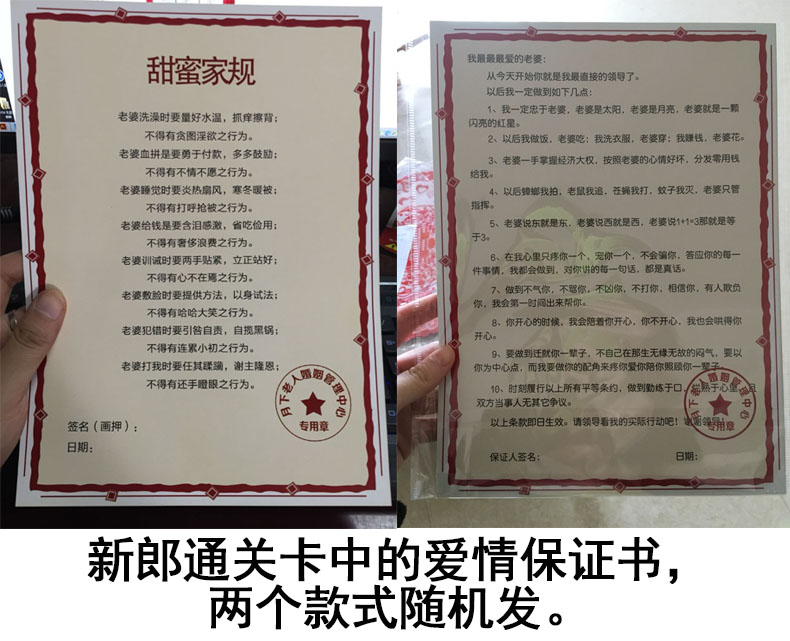 甜蜜家规
老婆洗澡时要量好水温，抓痒擦背；
不得有贪图淫欲之行为。
老婆血拼是要勇于付款，多多鼓励；
不得有不情不愿之行为。
老婆睡觉时要炎热扇风，寒冬暖被；
不得有打呼抢被之行为。
老婆给钱是要含泪感激，省吃俭用；
不得有奢侈浪费之行为。
老婆训诫时要两手贴紧，立正站好；
不得有心不在焉之行为。
老婆敷脸时要提供方法，以身试法；
不得有哈哈大笑之行为。
老婆犯错时要引咎自责，自揽黑锅；
不得有连累小初之行为。
老婆打我时要任其蹂躏，谢主隆恩；
不得有还手瞪眼之行为。
签名（画押）：
日期：
月下老人婚姻管理中心
专用章
我最最最爱的老婆：
从今天开始你就是我最直接的领导了。
以后我一定做到如下几点：
1、我一定忠于老婆，老婆是太阳，老婆是月亮，老婆就是一颗
闪亮的红星。
2、以后我做饭，老婆吃；我洗衣服，老婆穿；我赚钱，老婆花。
3、老婆一手掌握经济大权，按照老婆的心情好坏，分发零用钱
给我。
4、以后蟑螂我拍，老鼠我追，苍蝇我打，蚊子我灭，老婆只管
指挥。
5、老婆说东就是东，老婆说西就是西，老婆说1+1=3那就是等
于3。
6、在我心里只疼你一个，宠你一个，不会骗你，答应你的每一
件事情，我都会做到，对你讲的每一句话，都是真话。
7、做到不气你，不骂你，不凶你，不打你，相信你，有人欺负
你，我会第一时间出来帮你。
8、你开心的时候，我会陪着你开心，你不开心，我也会哄得你
开心。
9、要做到迁就你一辈子，不自己在那生无缘无故的闷气，要以
你为中心点，而我要做你的配角来疼你爱你陪你照顾你一辈子。
10、时刻履行以上所有平等条约，做到勤练于口，熟于心里，且
双方当事人无其它争议。
以上条款即日生效。请领导看我的实际行动吧！谢谢领导！
月下老人婚姻管理中心
专用章
保证人签名：
日期：
新郎通关卡中的爱情保证书，
两个款式随机发。